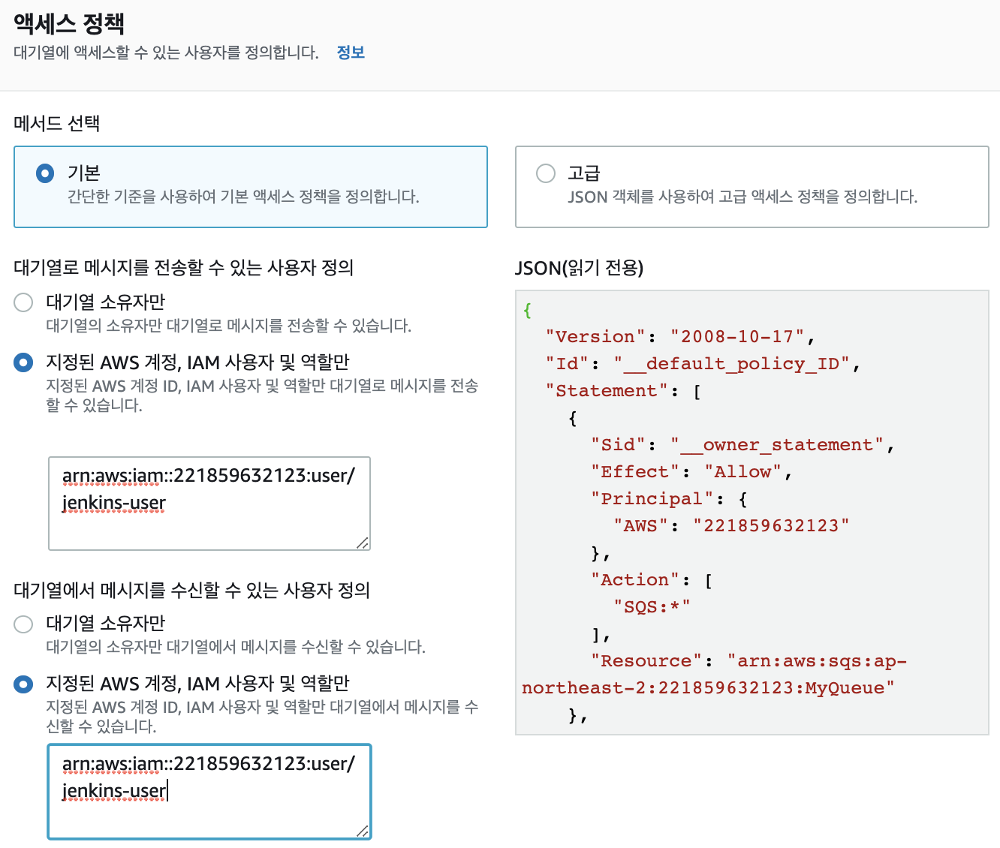 액세스 정책
대기열에 액세스할 수 있는 사용자를 정의합니다. 정보
메서드 선택
기본
간단한 기준을 사용하여 기본 액세스 정책을 정의합니다.
고급
JSON 객체를 사용하여 고급 액세스 정책을 정의합니다.
대기열로 메시지를 전송할 수 있는 사용자 정의
대기열 소유자만
대기열의 소유자만 대기열로 메시지를 전송할 수 있습니다.
지정된 AWS 계정, IAM 사용자 및 역할만
지정된 AWS 계정 ID, IAM 사용자 및 역할만 대기열로 메시지를 전송
할 수 있습니다.
arn:aws:iam::221859632123:user/
jenkins-user
대기열에서 메시지를 수신할 수 있는 사용자 정의
대기열 소유자만
대기열의 소유자만 대기열에서 메시지를 수신할 수 있습니다.
지정된 AWS 계정, IAM 사용자 및 역할만
지정된 AWS 계정 ID, IAM 사용자 및 역할만 대기열에서 메시지를 수
신할 수 있습니다.
arn:aws:iam::221859632123:user/
jenkins-user
JSON(읽기 전용)
{
"Version": "2008-10-17",
"Id": "__default_policy_ID",
"Statement": [
{
"Sid": "__owner_statement",
"Effect": "Allow",
"Principal": {
"AWS": "221859632123"
},
"Action": [
"SQS:*"
],
"Resource": "arn:aws:sqs:ap-
northeast-2:221859632123:MyQueue"
},